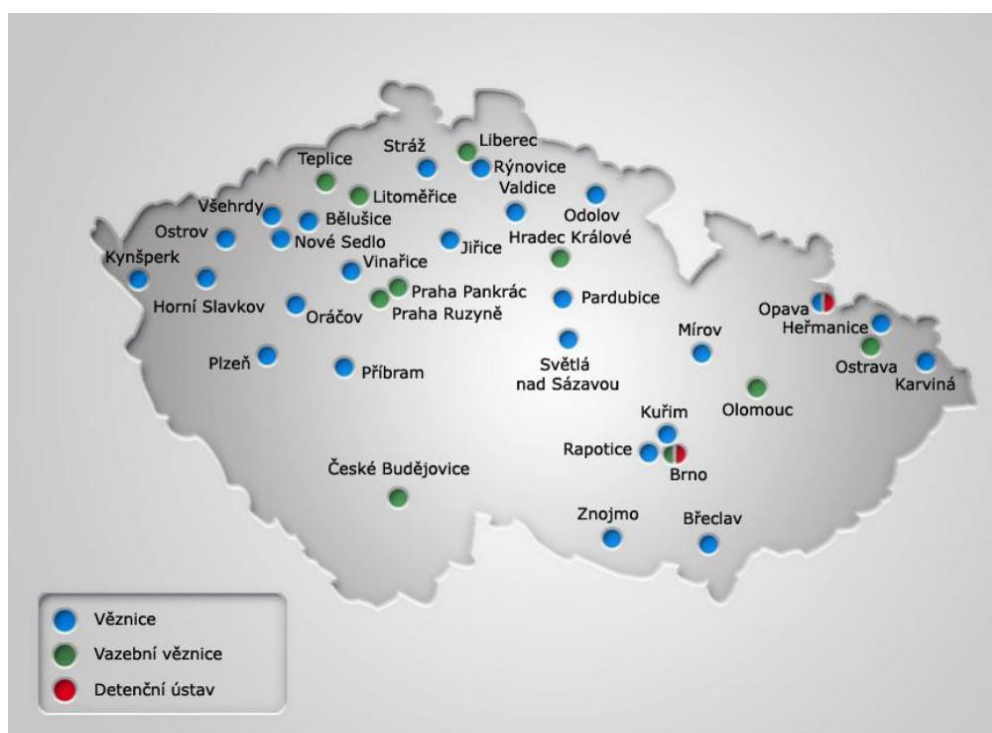 Liberec
Stráž
Teplice
Rýnovice
Valdice
Litoměřice
Všehrdy
Bělušice
Odolov
Ostrov
Nové Sedlo
Jiřice
Hradec Králové
Kynšperk
Vinařice
Horní Slavkov
Praha Pankrác
Pardubice
Opava
Oráčov
Praha Ruzyně
Heřmanice
Mírov
Plzeň
Příbram
Světlá
nad Sázavou
Ostrava
Karviná
Olomouc
Kuřim
Rapotice
Brno
České Budějovice
Znojmo
Břeclav
Věznice
Vazební věznice
Detenční ústav